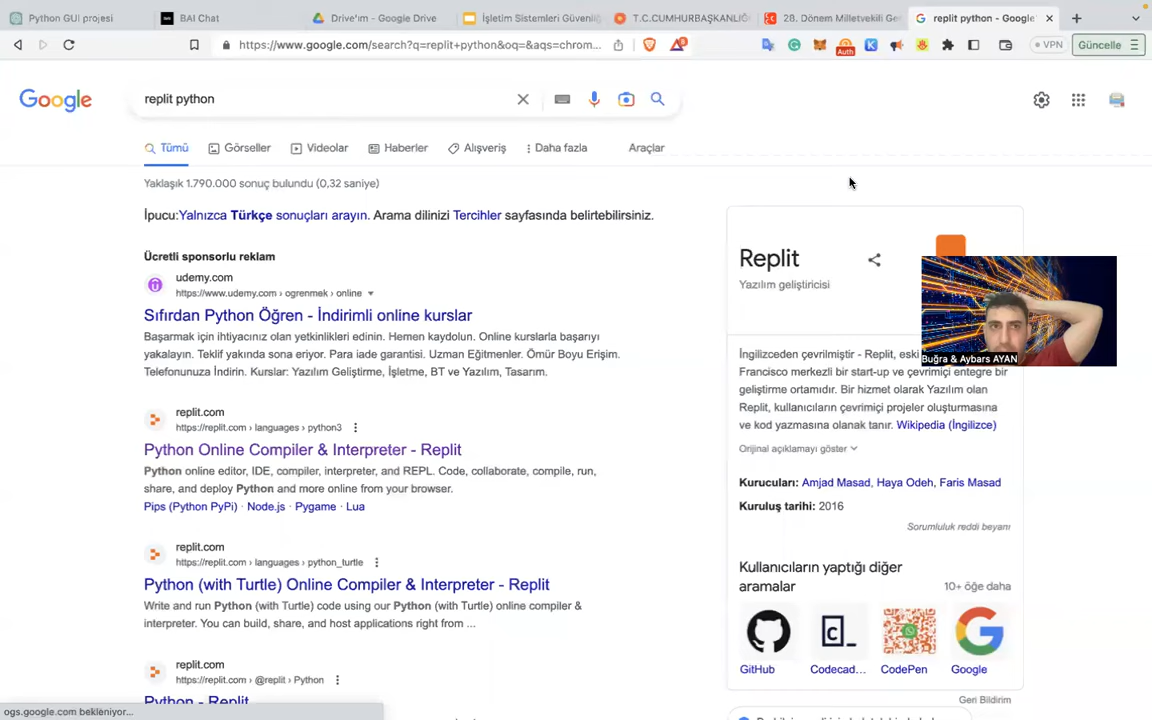 Python GUI projesi
BAI Chat
Drive'ım - Google Drive
İşletim Sistemleri Güvenliğ
T.C.CUMHURBAŞKANLIĞ
28. Dönem Milletvekili Ge
replit python - Google
https://www.google.com/search?q=replit+python&oq=&aqs=chrom...
Auth
VPN
Güncelle
Google
replit python
Tümü
Görseller
Videolar
Haberler
Alışveriş
Daha fazla
Araçlar
Yaklaşık 1.790.000 sonuç bulundu (0,32 saniye)
İpucu:Yalnızca Türkçe sonuçları arayın. Arama dilinizi Tercihler sayfasında belirtebilirsiniz.
Ücretli sponsorlu reklam
udemy.com
https://www.udemy.com › ogrenmek › online
Sıfırdan Python Öğren - İndirimli online kurslar
Başarmak için ihtiyacınız olan yetkinlikleri edinin. Hemen kaydolun. Online kurslarla başarıyı
yakalayın. Teklif yakında sona eriyor. Para iade garantisi. Uzman Eğitmenler. Ömür Boyu Erişim.
Telefonunuza İndirin. Kurslar: Yazılım Geliştirme, İşletme, BT ve Yazılım, Tasarım.
replit.com
https://replit.com › languages › python3
Python Online Compiler & Interpreter - Replit
Python online editor, IDE, compiler, interpreter, and REPL. Code, collaborate, compile, run,
share, and deploy Python and more online from your browser.
Pips (Python PyPi) · Node.js · Pygame · Lua
replit.com
https://replit.com › languages › python_turtle
Python (with Turtle) Online Compiler & Interpreter - Replit
Write and run Python (with Turtle) code using our Python (with Turtle) online compiler &
interpreter. You can build, share, and host applications right from ...
replit.com
https://replit.com › @replit › Python
Python - Replit
ogs.google.com bekleniyor...
Replit
Yazılım geliştiricisi
Buğra & Aybars AYAN
İngilizceden çevrilmiştir - Replit, eski
Francisco merkezli bir start-up ve çevrimiçi entegre bir
geliştirme ortamıdır. Bir hizmet olarak Yazılım olan
Replit, kullanıcıların çevrimiçi projeler oluşturmasına
ve kod yazmasına olanak tanır. Wikipedia (İngilizce)
Orijinal açıklamayı göster
Kurucuları: Amjad Masad, Haya Odeh, Faris Masad
Kuruluş tarihi: 2016
Sorumluluk reddi beyanı
Kullanıcıların yaptığı diğer
aramalar
10+ öğe daha
GitHub
Codecad...
CodePen
Google
Geri Bildirim